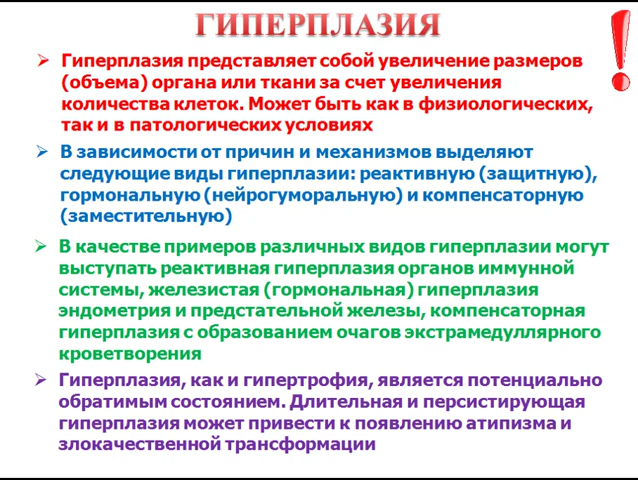 ГИПЕРПЛАЗИЯ
Гиперплазия представляет собой увеличение размеров
(объема) органа или ткани за счет увеличения
количества клеток. Может быть как в физиологических,
так и в патологических условиях
В зависимости от причин и механизмов выделяют
следующие виды гиперплазии: реактивную (защитную),
гормональную (нейрогуморальную) и компенсаторную
(заместительную)
В качестве примеров различных видов гиперплазии могут
выступать реактивная гиперплазия органов иммунной
системы, железистая (гормональная) гиперплазия
эндометрия и предстательной железы, компенсаторная
гиперплазия с образованием очагов экстрамедуллярного
кроветворения
Гиперплазия, как и гипертрофия, является потенциально
обратимым состоянием. Длительная и персистирующая
гиперплазия может привести к появлению атипизма и
злокачественной трансформации